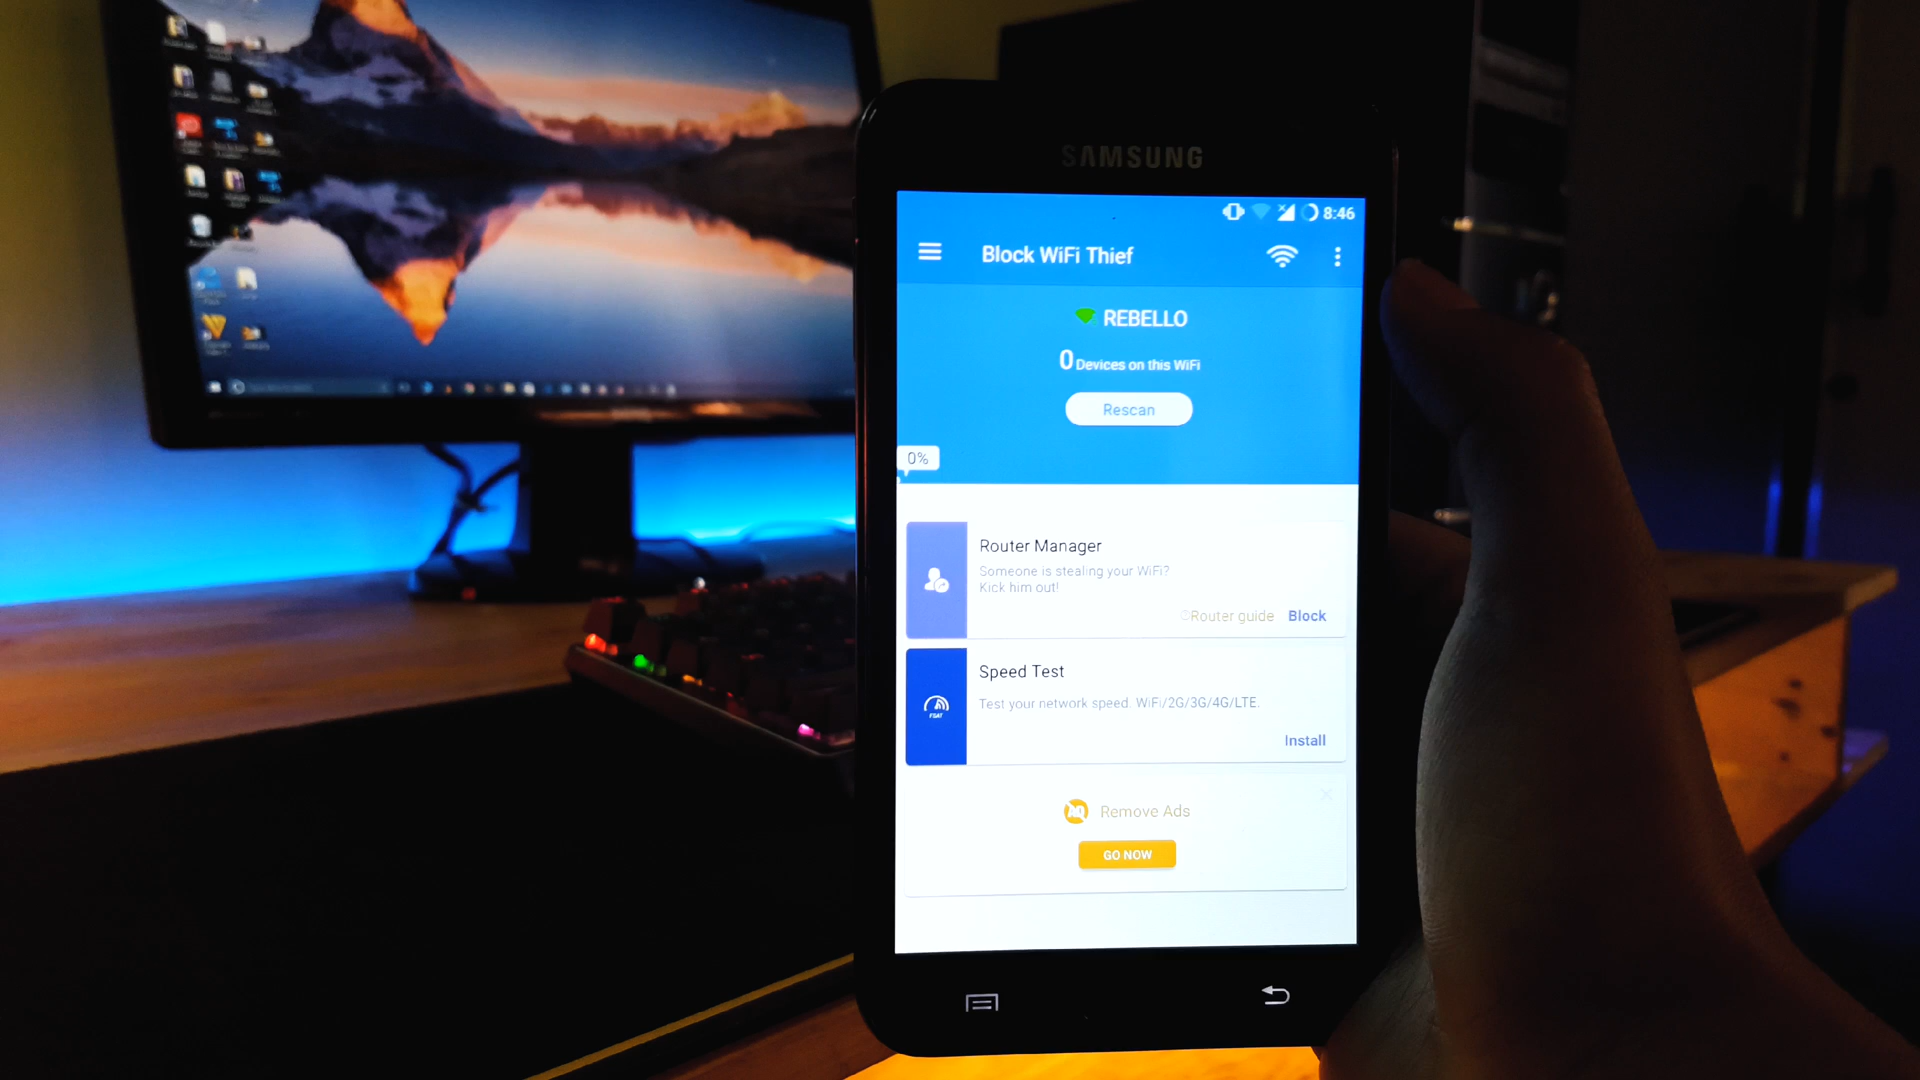 SAMSUNG
8:46
Block WiFi Thief
REBELLO
0 Devices on this WiFi
Rescan
0%
Router Manager
Someone is stealing your WiFi?
Kick him out!
Router guide Block
Speed Test
Test your network speed. WiFi/2G/3G/4G/LTE.
FSAT
Install
AD Remove Ads
GO NOW